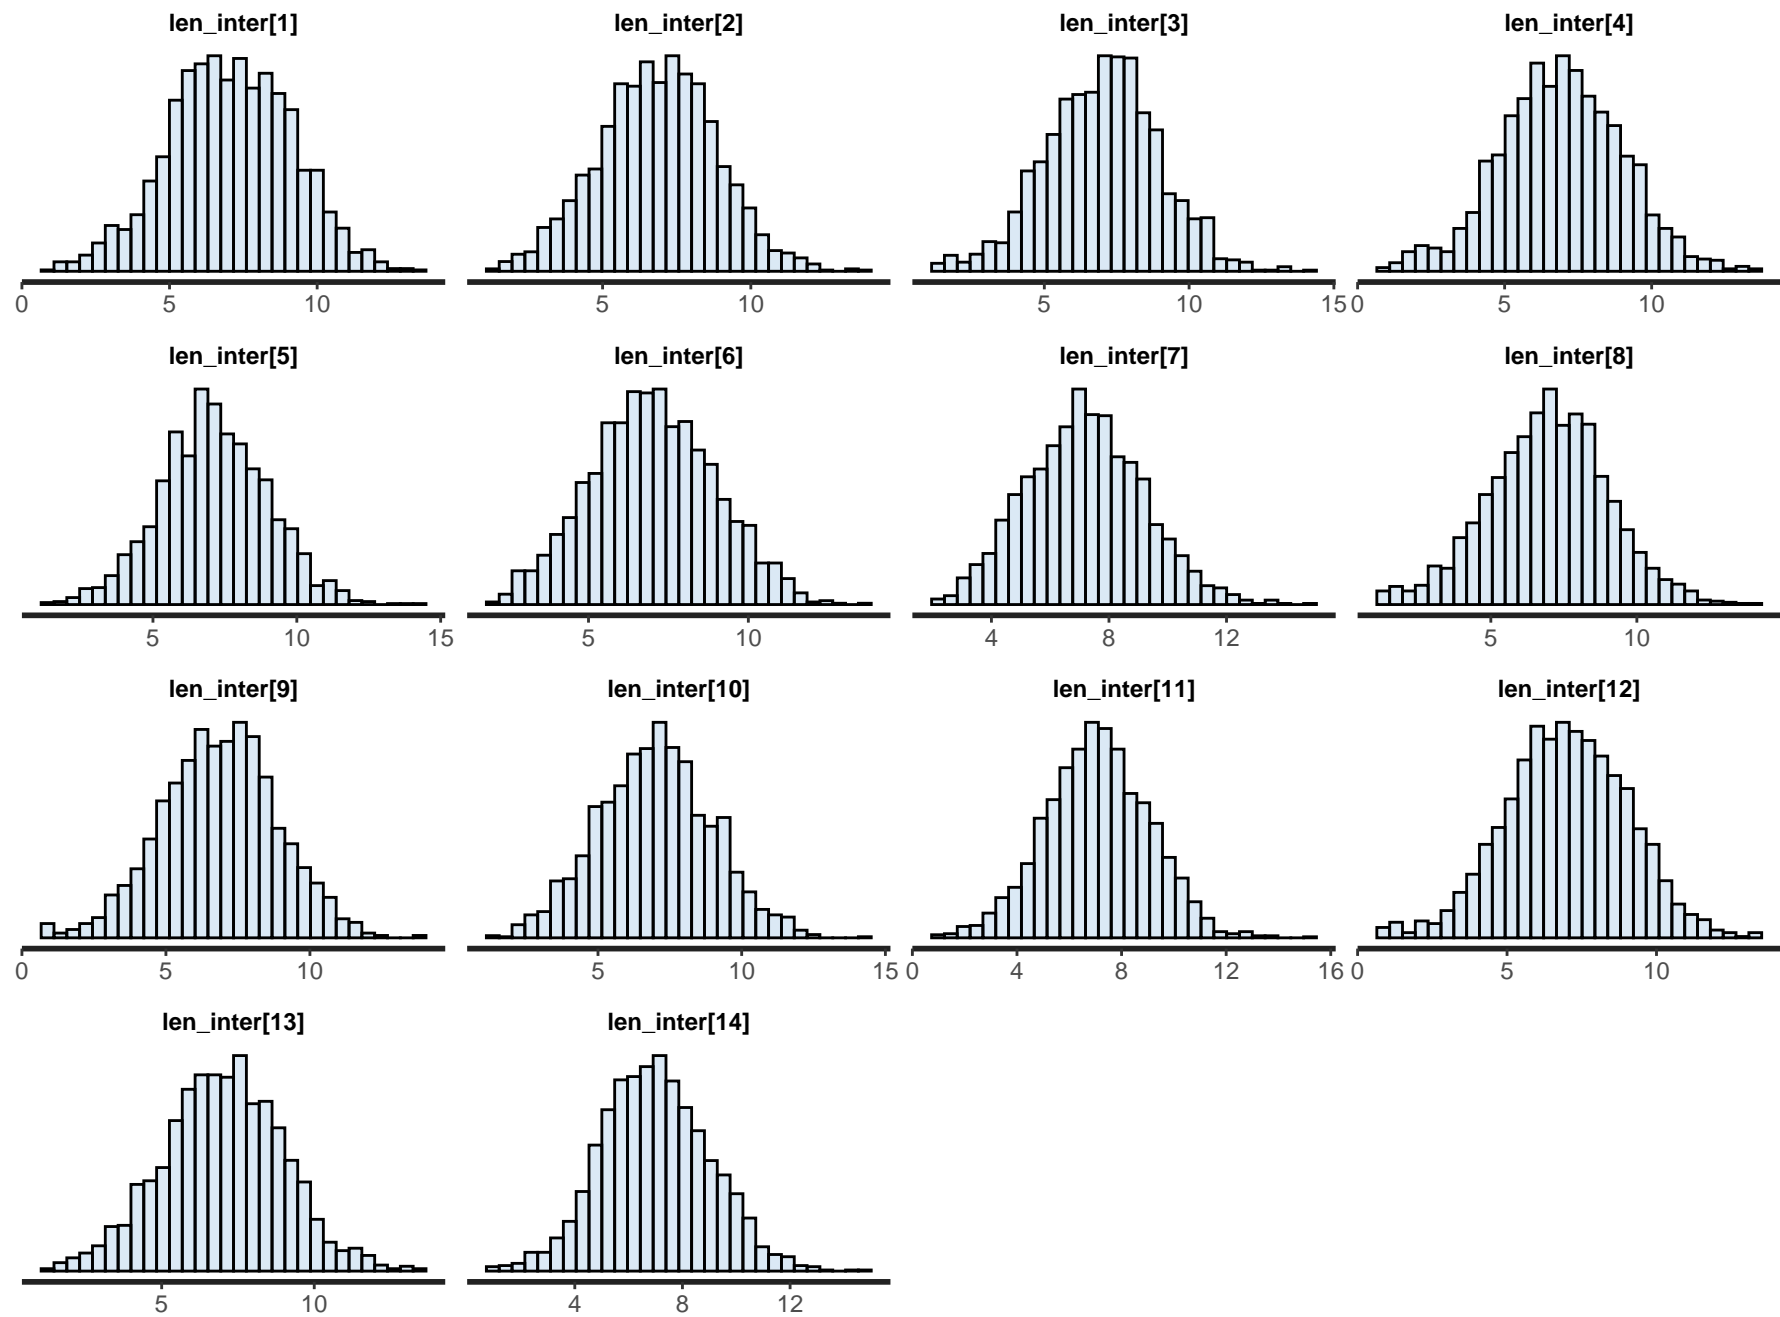 len_inter[1] len_inter[2] len_inter[3] len_inter[4]
0 5 10 5 10 5 10 15 0 5 10
len_inter[5] len_inter[6] len_inter[7] len_inter[8]
5 10 15 5 10 4 8 12 5 10
len_inter[9] len_inter[10] len_inter[11] len_inter[12]
0 5 10 5 10 15 0 4 8 12 16 0 5 10
len_inter[13] len_inter[14]
5 10 4 8 12